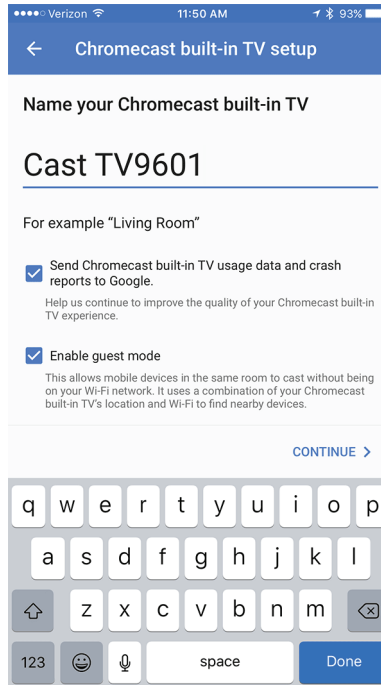 Verizon 11:50 AM 93%
Chromecast built-in TV setup
Name your Chromecast built-in TV
Cast TV9601
For example “Living Room”
Send Chromecast built-in TV usage data and crash
reports to Google.
Help us continue to improve the quality of your Chromecast built-in
TV experience.
Enable guest mode
This allows mobile devices in the same room to cast without being
on your Wi-Fi network. It uses a combination of your Chromecast
built-in TV's location and Wi-Fi to find nearby devices.
CONTINUE
q w e r t y u i o p
a s d f g h j k l
z x c v b n m
123 space Done